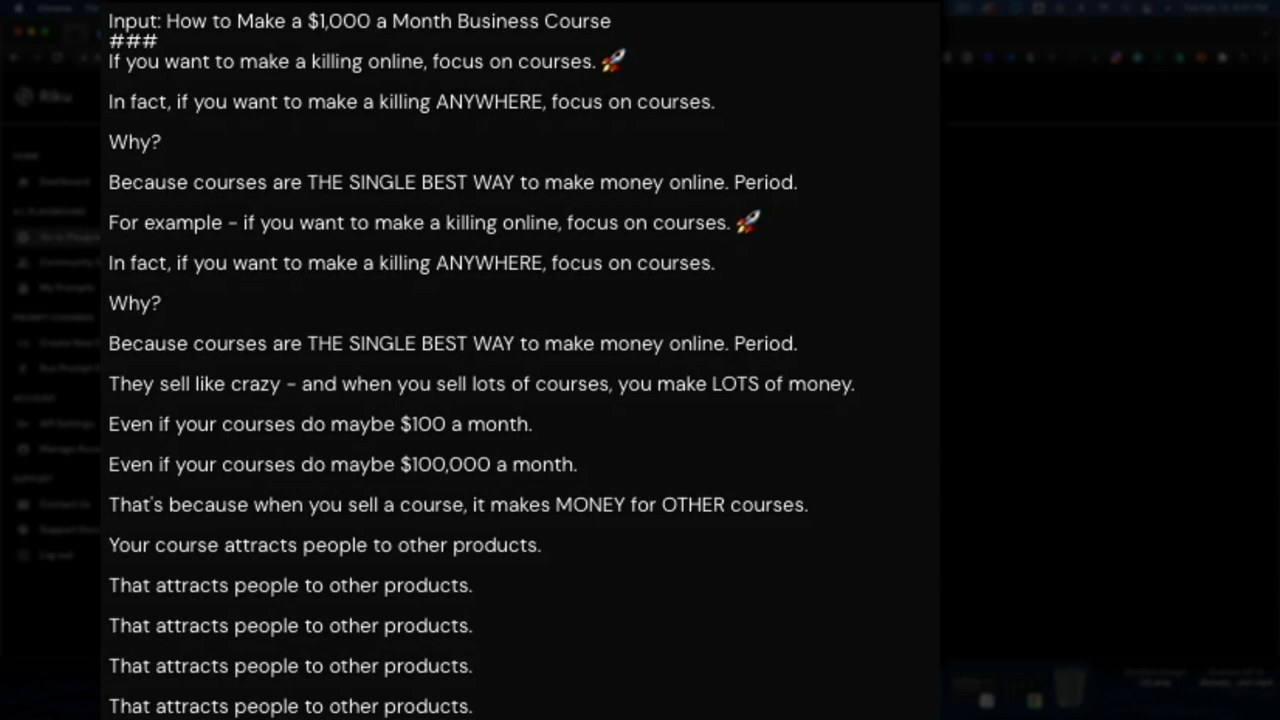 Input: How to Make a $1,000 a Month Business Course
###
If you want to make a killing online, focus on courses. 🚀
In fact, if you want to make a killing ANYWHERE, focus on courses.
Why?
Because courses are THE SINGLE BEST WAY to make money online. Period.
For example - if you want to make a killing online, focus on courses. 🚀
In fact, if you want to make a killing ANYWHERE, focus on courses.
Why?
Because courses are THE SINGLE BEST WAY to make money online. Period.
They sell like crazy - and when you sell lots of courses, you make LOTS of money.
Even if your courses do maybe $100 a month.
Even if your courses do maybe $100,000 a month.
That's because when you sell a course, it makes MONEY for OTHER courses.
Your course attracts people to other products.
That attracts people to other products.
That attracts people to other products.
That attracts people to other products.
That attracts people to other products.
Riku
Dashboard
My Prompts
Log out